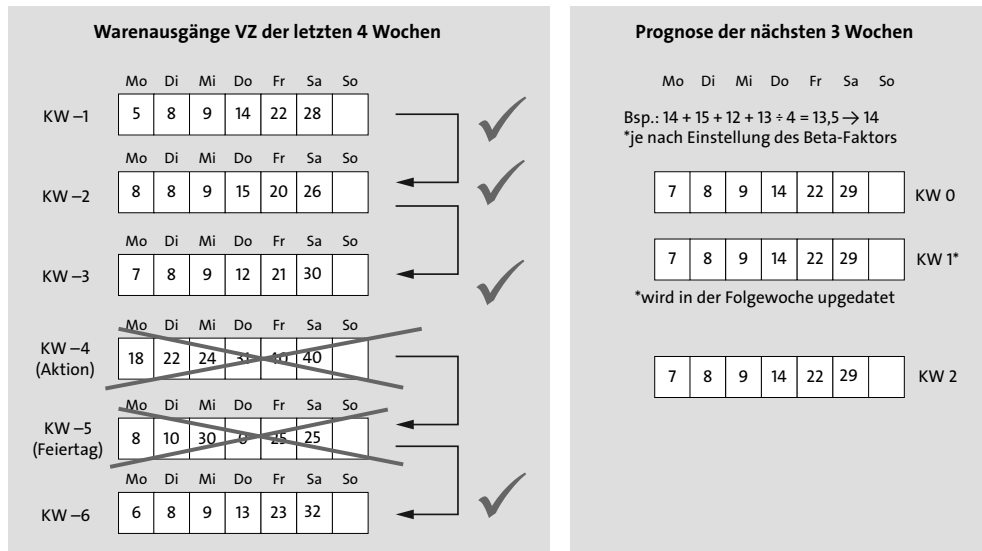 Warenausgänge VZ der letzten 4 Wochen
Mo Di Mi Do Fr Sa So
KW –1 5 8 9 14 22 28
KW –2 8 8 9 15 20 26
Mo Di Mi Do Fr Sa So
Mo Di Mi Do Fr Sa So
KW –3 7 8 9 12 21 30
Mo Di Mi Do Fr Sa So
KW –4
(Aktion)
18 22 24 40
Mo Di Mi Do Fr Sa So
KW –5
(Feiertag)
8 10 30 25 25
Mo Di Mi Do Fr Sa So
KW –6 6 8 9 13 23 32
Prognose der nächsten 3 Wochen
Mo Di Mi Do Fr Sa So
Bsp.: 14 + 15 + 12 + 13 ÷ 4 = 13,5 → 14
*je nach Einstellung des Beta-Faktors
7 8 9 14 22 29 KW 0
7 8 9 14 22 29 KW 1*
*wird in der Folgewoche upgedatet
7 8 9 14 22 29 KW 2